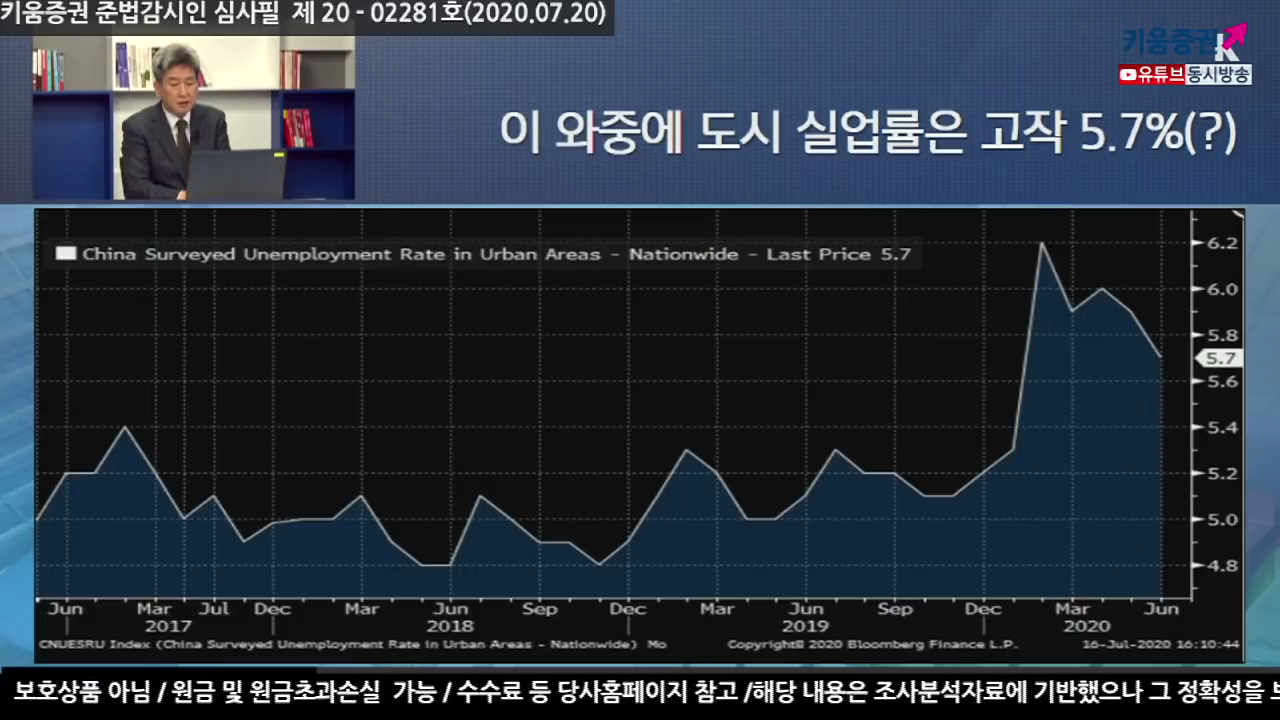 키움증권 준법감시인 심사필 제 20 - 02281호(2020.07.20)
키움증권
유튜브 동시방송
이 와중에 도시 실업률은 고작 5.7%(?)
China Surveyed Unemployment Rate in Urban Areas - Nationwide - Last Price 5.7
6.2
6.0
5.8
5.7
5.6
5.4
5.2
5.0
4.8
Jun Mar Jul Dec Mar Jun Sep Dec Mar Jun Sep Dec Mar Jun
2017 2018 2019 2020
CNUESRU Index (China Surveyed Unemployment Rate in Urban Areas - Nationwide) Mo Copyright© 2020 Bloomberg Finance L.P. 16-Jul-2020 16:10:44
보호상품 아님 / 원금 및 원금초과손실 가능 / 수수료 등 당사홈페이지 참고 /해당 내용은 조사분석자료에 기반했으나 그 정확성을